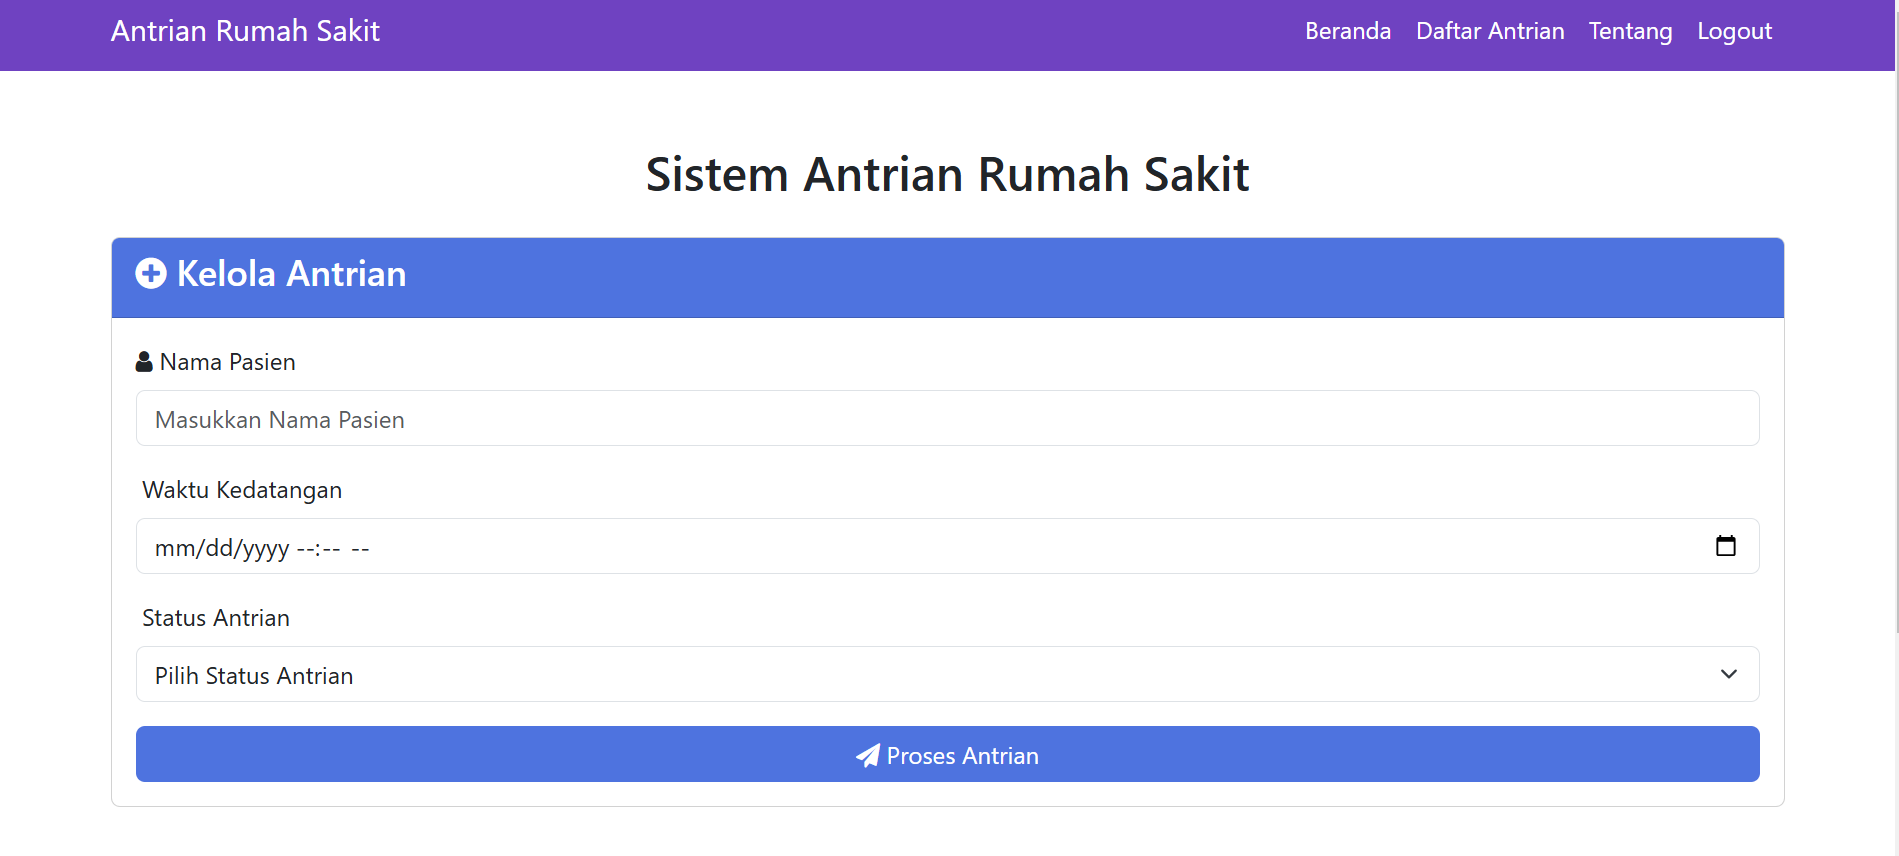 Antrian Rumah Sakit
Beranda Daftar Antrian Tentang Logout
Sistem Antrian Rumah Sakit
Kelola Antrian
Nama Pasien
Masukkan Nama Pasien
Waktu Kedatangan
mm/dd/yyyy --:-- --
Status Antrian
Pilih Status Antrian
Proses Antrian